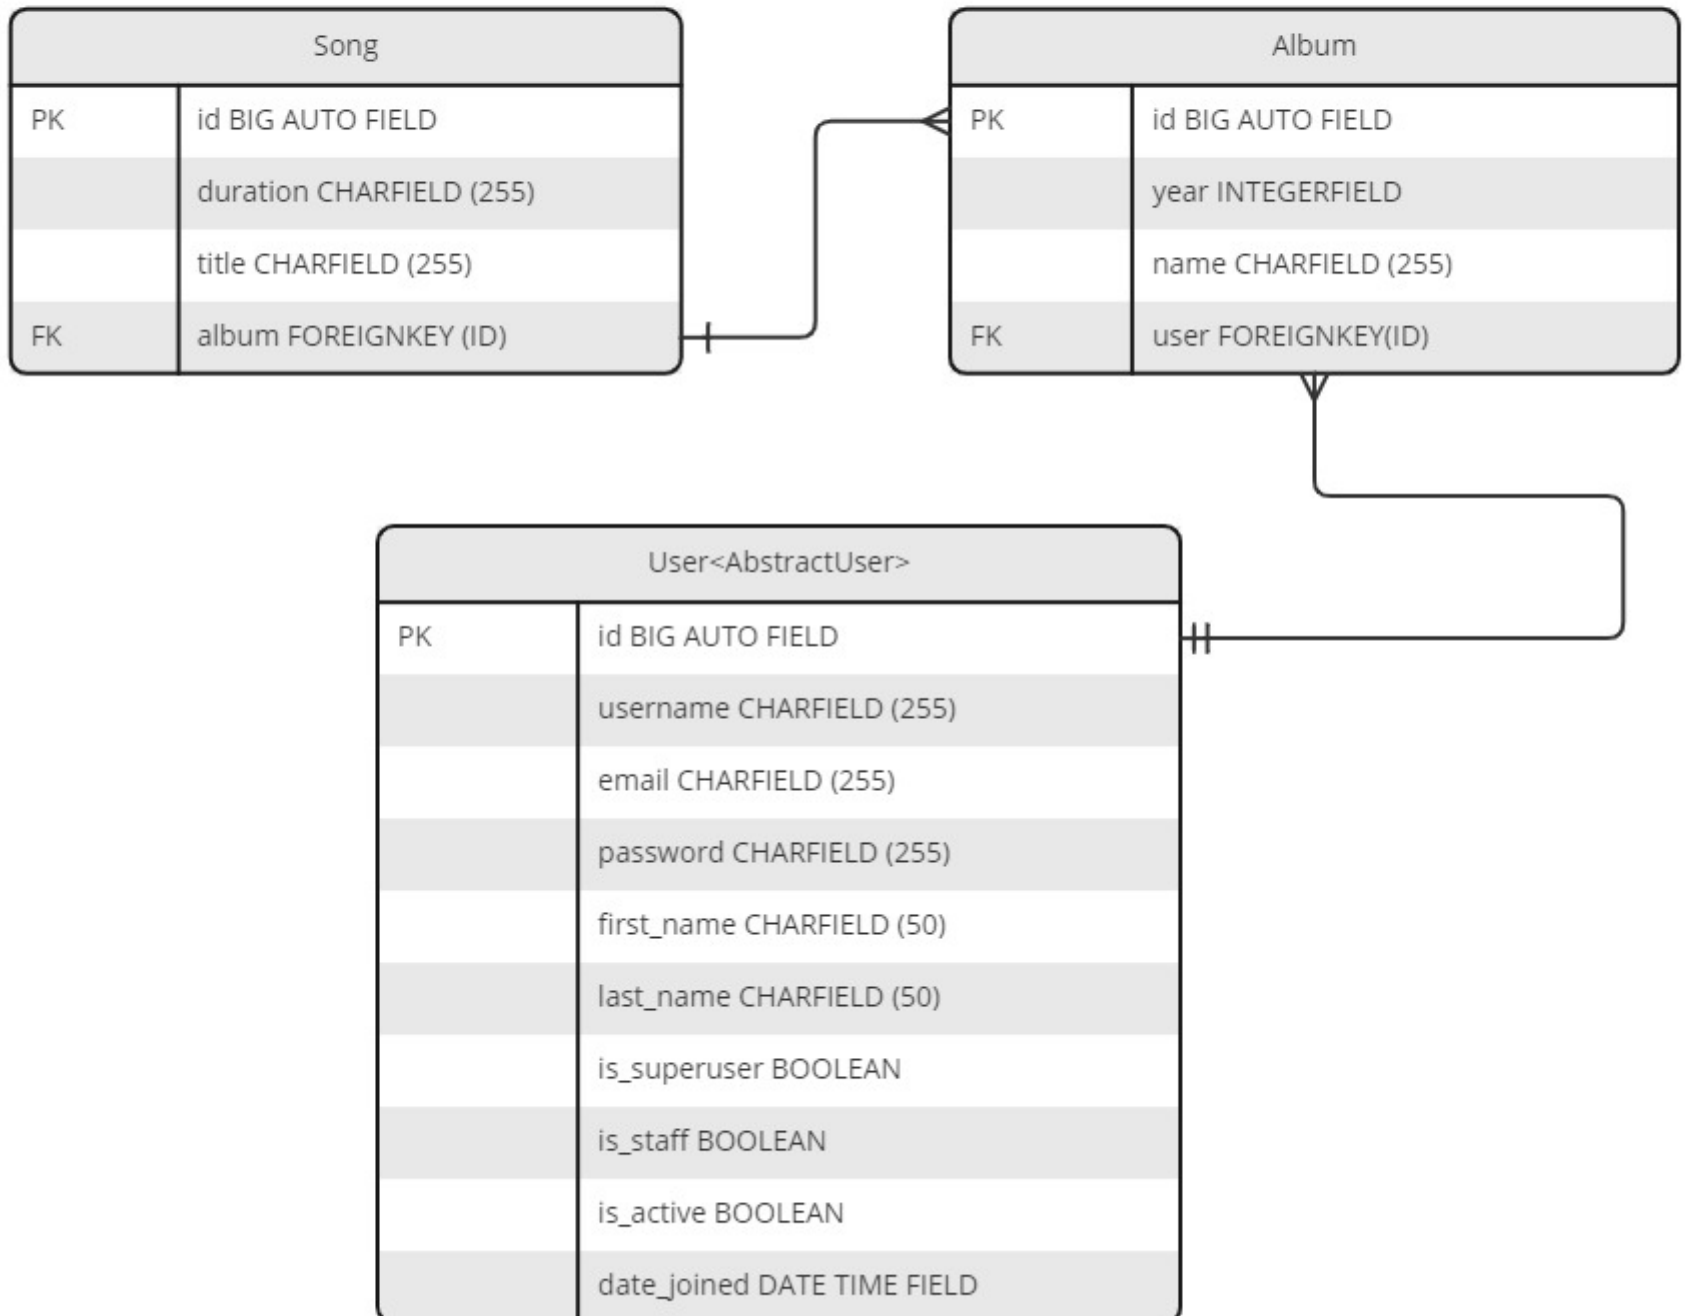 Song
PK id BIG AUTO FIELD
duration CHARFIELD (255)
title CHARFIELD (255)
FK album FOREIGNKEY (ID)
Album
PK id BIG AUTO FIELD
year INTEGERFIELD
name CHARFIELD (255)
FK user FOREIGNKEY(ID)
User<AbstractUser>
PK id BIG AUTO FIELD
username CHARFIELD (255)
email CHARFIELD (255)
password CHARFIELD (255)
first_name CHARFIELD (50)
last_name CHARFIELD (50)
is_superuser BOOLEAN
is_staff BOOLEAN
is_active BOOLEAN
date_joined DATE TIME FIELD